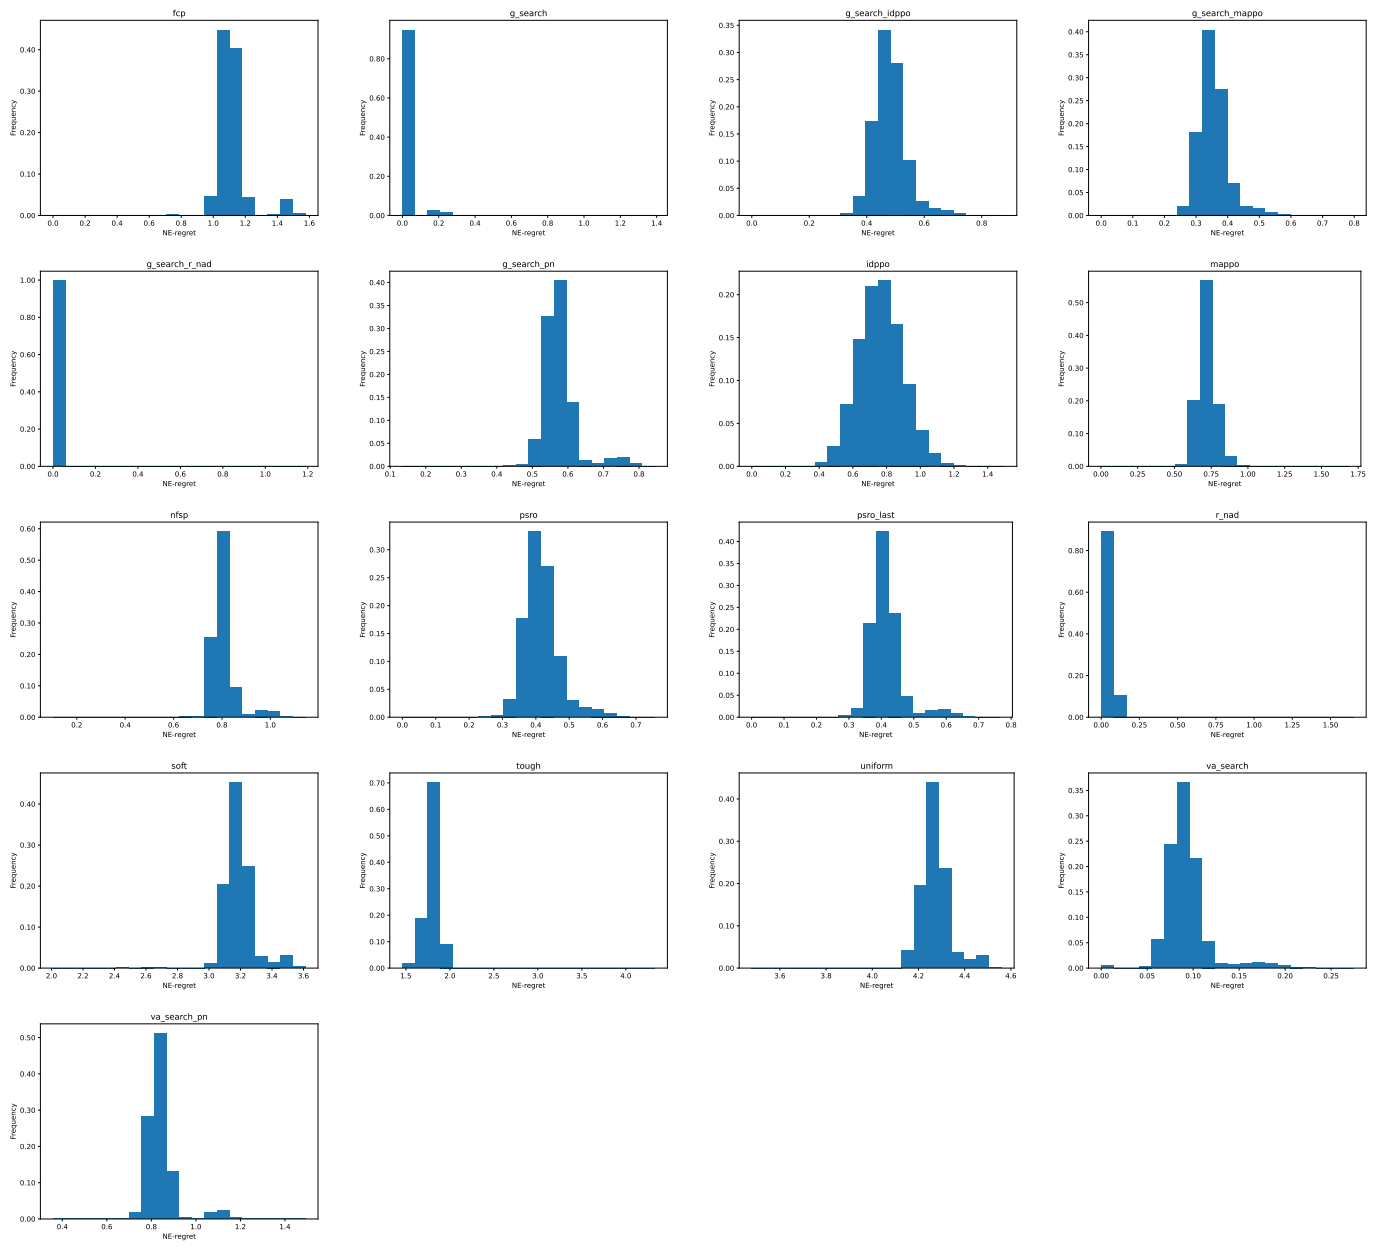 fcp
0.40
0.30
0.20
0.10
0.00
Frequency
0.0 0.2 0.4 0.6 0.8 1.0 1.2 1.4 1.6
NE-regret
g_search
0.80
0.60
0.40
0.20
0.00
Frequency
0.0 0.2 0.4 0.6 0.8 1.0 1.2 1.4
NE-regret
g_search_idppo
0.35
0.30
0.25
0.20
0.15
0.10
0.05
0.00
Frequency
0.0 0.2 0.4 0.6 0.8
NE-regret
g_search_mappo
0.40
0.35
0.30
0.25
0.20
0.15
0.10
0.05
0.00
Frequency
0.0 0.1 0.2 0.3 0.4 0.5 0.6 0.7 0.8
NE-regret
g_search_r_nad
1.00
0.80
0.60
0.40
0.20
0.00
Frequency
0.0 0.2 0.4 0.6 0.8 1.0 1.2
NE-regret
g_search_pn
0.40
0.35
0.30
0.25
0.20
0.15
0.10
0.05
0.00
Frequency
0.1 0.2 0.3 0.4 0.5 0.6 0.7 0.8
NE-regret
idppo
0.20
0.15
0.10
0.05
0.00
Frequency
0.0 0.2 0.4 0.6 0.8 1.0 1.2 1.4
NE-regret
mappo
0.50
0.40
0.30
0.20
0.10
0.00
Frequency
0.00 0.25 0.50 0.75 1.00 1.25 1.50 1.75
NE-regret
nfsp
0.60
0.50
0.40
0.30
0.20
0.10
0.00
Frequency
0.2 0.4 0.6 0.8 1.0
NE-regret
psro
0.30
0.25
0.20
0.15
0.10
0.05
0.00
Frequency
0.0 0.1 0.2 0.3 0.4 0.5 0.6 0.7
NE-regret
psro_last
0.40
0.35
0.30
0.25
0.20
0.15
0.10
0.05
0.00
Frequency
0.0 0.1 0.2 0.3 0.4 0.5 0.6 0.7 0.8
NE-regret
r_nad
0.80
0.60
0.40
0.20
0.00
Frequency
0.00 0.25 0.50 0.75 1.00 1.25 1.50
NE-regret
soft
0.40
0.30
0.20
0.10
0.00
Frequency
2.0 2.2 2.4 2.6 2.8 3.0 3.2 3.4 3.6
NE-regret
tough
0.70
0.60
0.50
0.40
0.30
0.20
0.10
0.00
Frequency
1.5 2.0 2.5 3.0 3.5 4.0
NE-regret
uniform
0.40
0.30
0.20
0.10
0.00
Frequency
3.6 3.8 4.0 4.2 4.4 4.6
NE-regret
va_search
0.35
0.30
0.25
0.20
0.15
0.10
0.05
0.00
Frequency
0.00 0.05 0.10 0.15 0.20 0.25
NE-regret
va_search_pn
0.50
0.40
0.30
0.20
0.10
0.00
Frequency
0.4 0.6 0.8 1.0 1.2 1.4
NE-regret